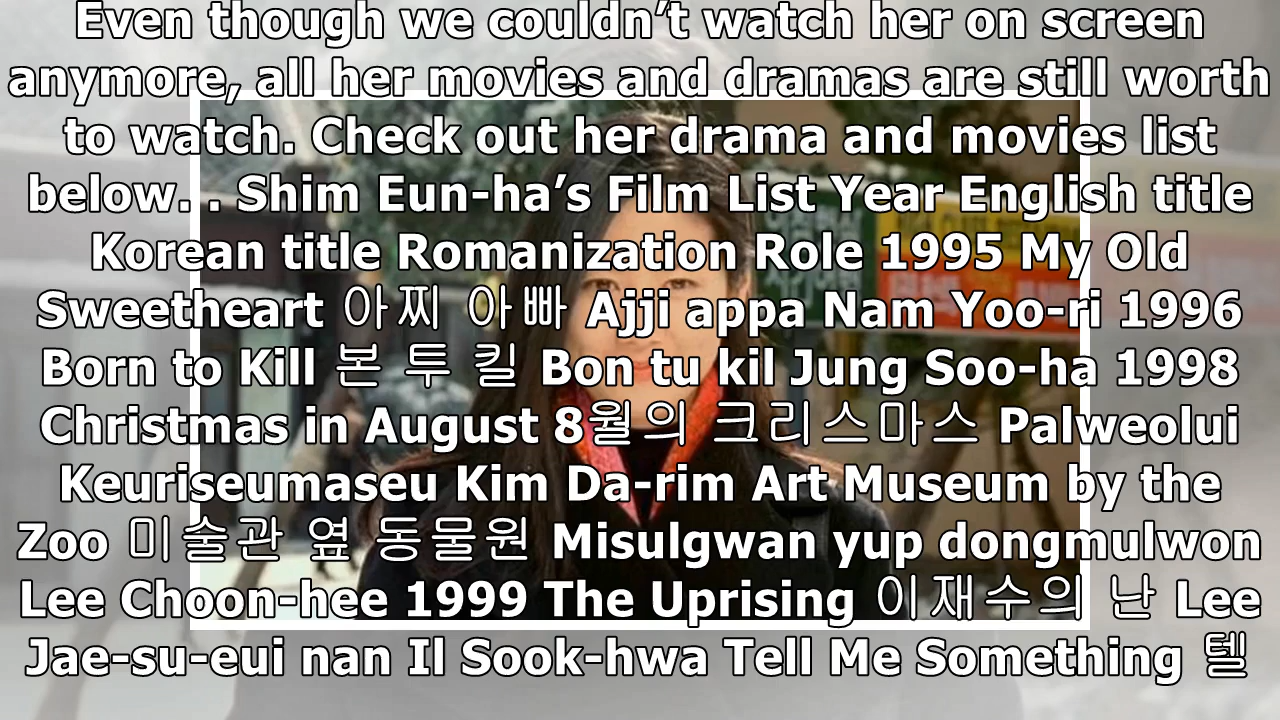 Even though we couldn’t watch her on screen
anymore, all her movies and dramas are still worth
to watch. Check out her drama and movies list
below. . Shim Eun-ha’s Film List Year English title
Korean title Romanization Role 1995 My Old
Sweetheart 아찌 아빠 Ajji appa Nam Yoo-ri 1996
Born to Kill 본 투 킬 Bon tu kil Jung Soo-ha 1998
Christmas in August 8월의 크리스마스 Palweolui
Keuriseumaseu Kim Da-rim Art Museum by the
Zoo 미술관 옆 동물원 Misulgwan yup dongmulwon
Lee Choon-hee 1999 The Uprising 이재수의 난 Lee
Jae-su-eui nan Il Sook-hwa Tell Me Something 텔